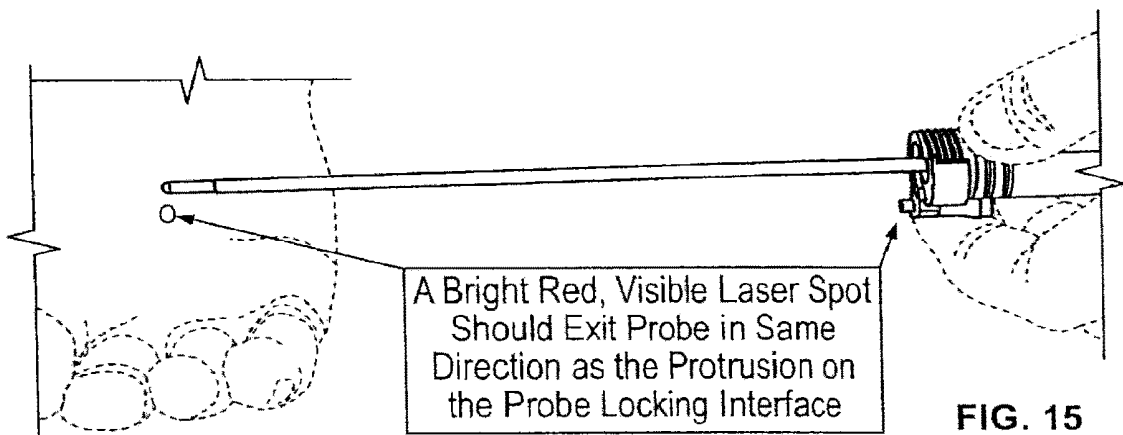 A Bright Red, Visible Laser Spot
Should Exit Probe in Same
Direction as the Protrusion on
the Probe Locking Interface
FIG. 15